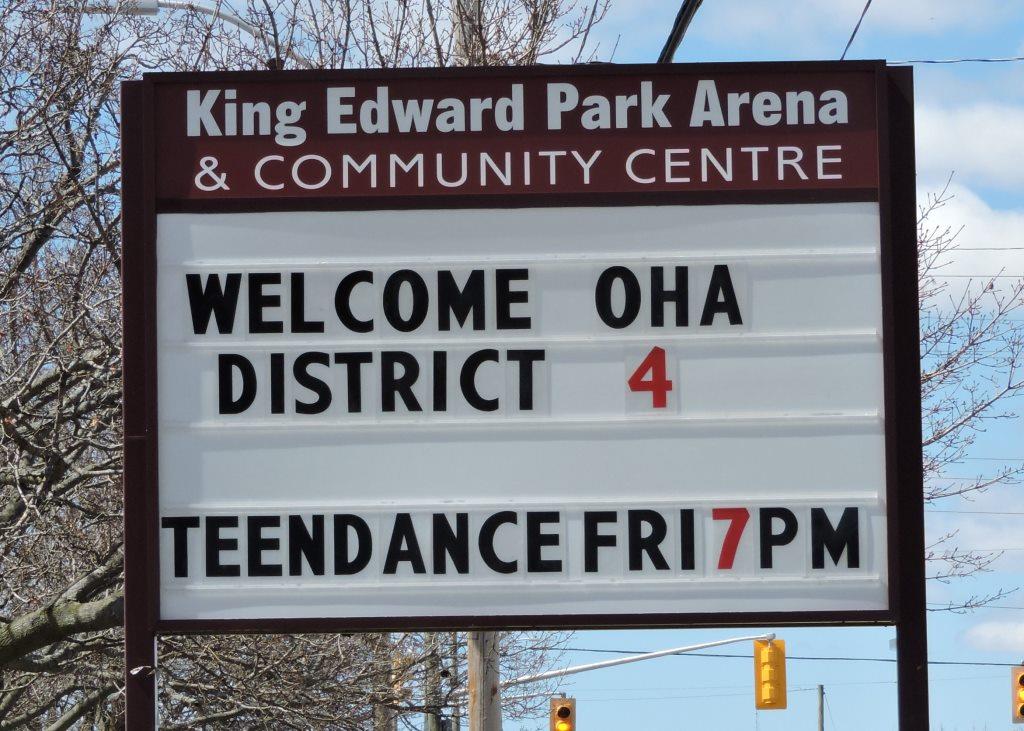 King Edward Park Arena
& COMMUNITY CENTRE
WELCOME OHA
DISTRICT 4
TEENDANCE FRI 7PM